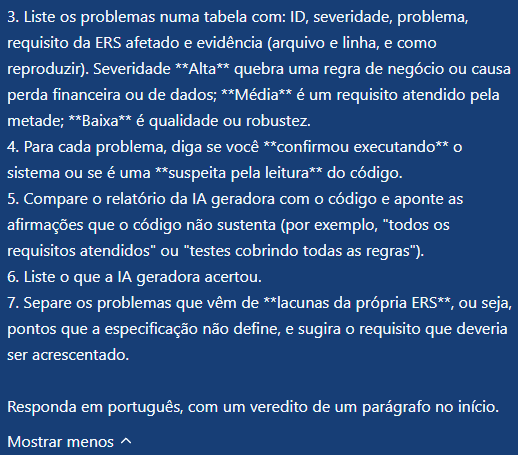 3. Liste os problemas numa tabela com: ID, severidade, problema,
requisito da ERS afetado e evidência (arquivo e linha, e como
reproduzir). Severidade **Alta** quebra uma regra de negócio ou causa
perda financeira ou de dados; **Média** é um requisito atendido pela
metade; **Baixa** é qualidade ou robustez.
4. Para cada problema, diga se você **confirmou executando** o
sistema ou se é uma **suspeita pela leitura** do código.
5. Compare o relatório da IA geradora com o código e aponte as
afirmações que o código não sustenta (por exemplo, "todos os
requisitos atendidos" ou "testes cobrindo todas as regras").
6. Liste o que a IA geradora acertou.
7. Separe os problemas que vêm de **lacunas da própria ERS**, ou seja,
pontos que a especificação não define, e sugira o requisito que deveria
ser acrescentado.
Responda em português, com um veredito de um parágrafo no início.
Mostrar menos